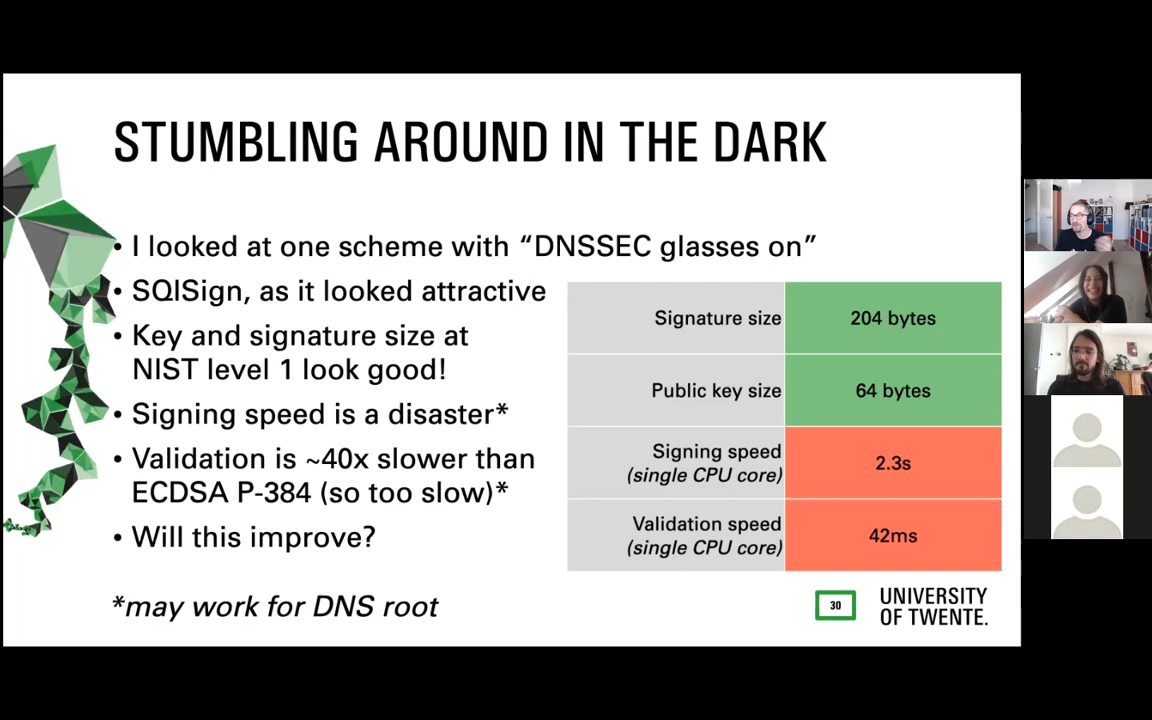 STUMBLING AROUND IN THE DARK
• I looked at one scheme with “DNSSEC glasses on”
• SQISign, as it looked attractive
• Key and signature size at
NIST level 1 look good!
• Signing speed is a disaster*
• Validation is ~40x slower than
ECDSA P-384 (so too slow)*
• Will this improve?
*may work for DNS root
Signature size 204 bytes
Public key size 64 bytes
Signing speed
(single CPU core) 2.3s
Validation speed
(single CPU core) 42ms
30
UNIVERSITY
OF TWENTE.